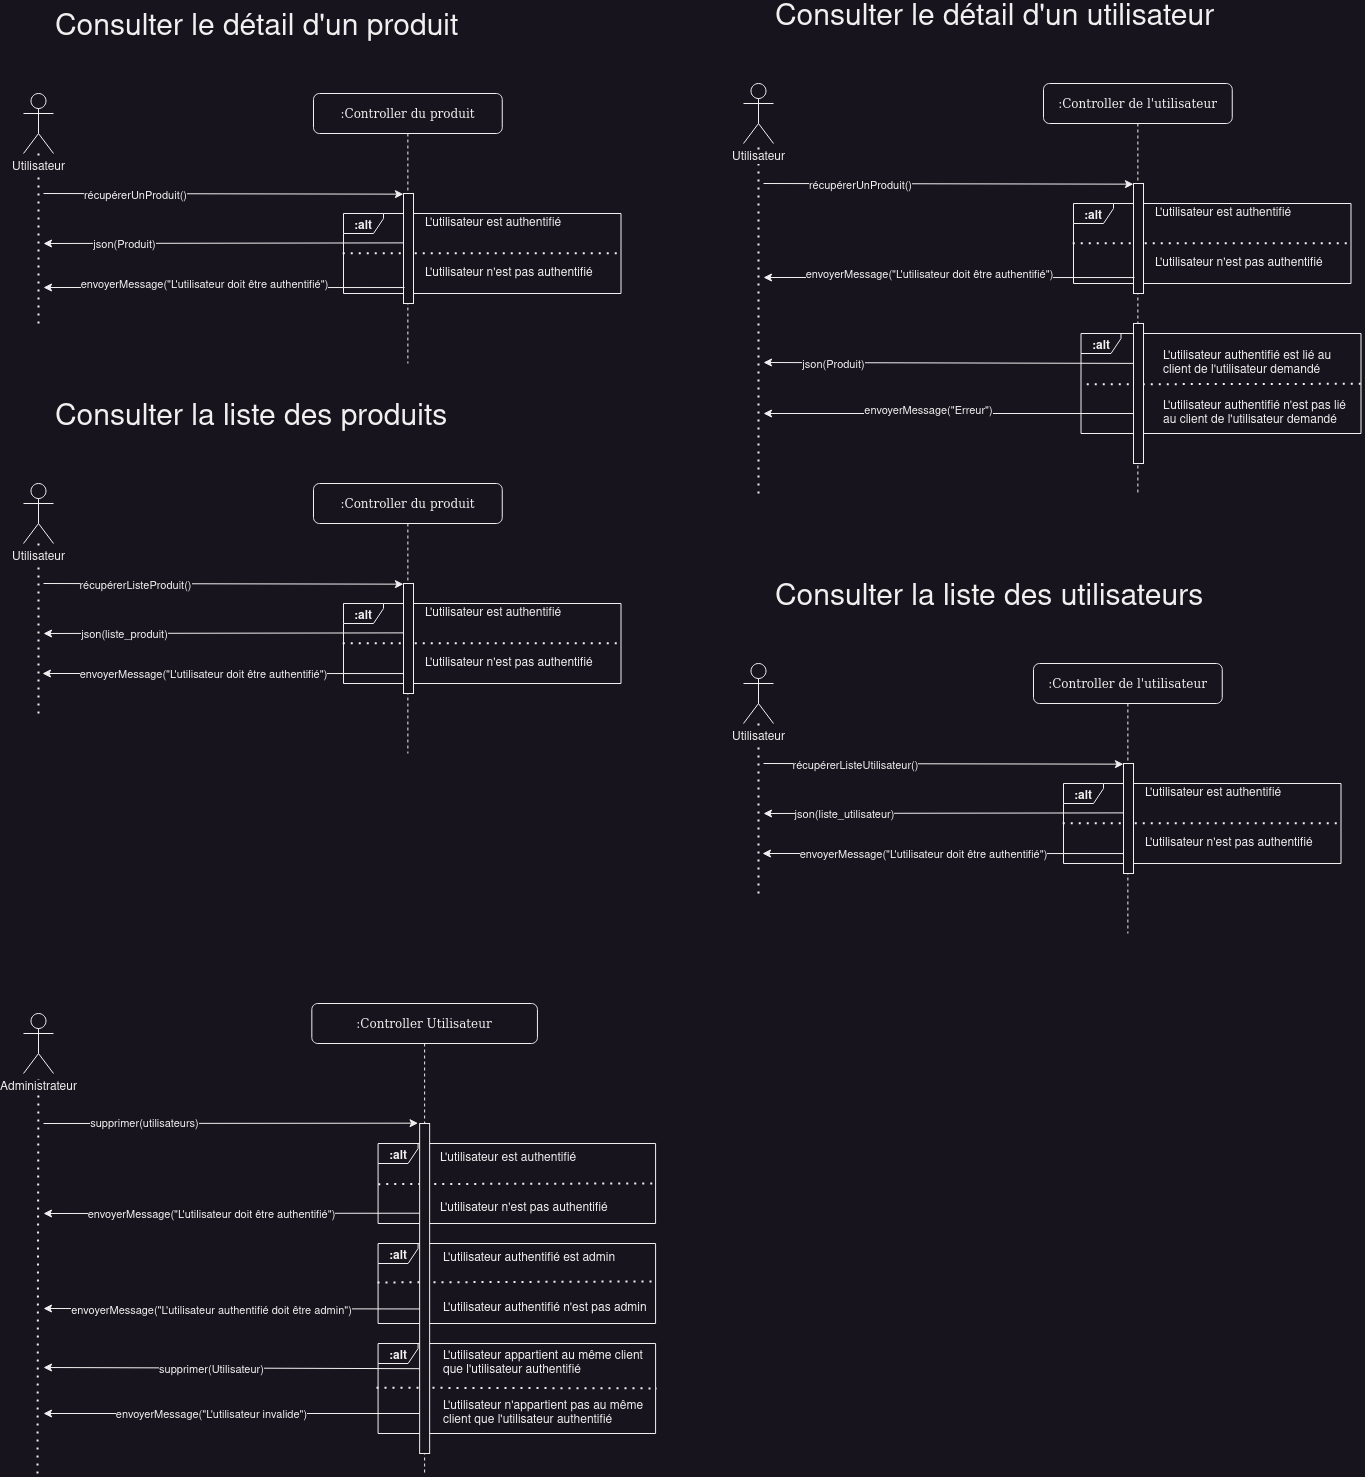 Consulter le détail d'un produit
:Controller du produit
Utilisateur
récupérerUnProduit()
:alt
L'utilisateur est authentifié
json(Produit)
L'utilisateur n'est pas authentifié
envoyerMessage("L'utilisateur doit être authentifié")
Consulter la liste des produits
:Controller du produit
Utilisateur
récupérerListeProduit()
:alt
L'utilisateur est authentifié
json(liste_produit)
L'utilisateur n'est pas authentifié
envoyerMessage("L'utilisateur doit être authentifié")
Consulter le détail d'un utilisateur
:Controller de l'utilisateur
Utilisateur
récupérerUnProduit()
:alt
L'utilisateur est authentifié
L'utilisateur n'est pas authentifié
envoyerMessage("L'utilisateur doit être authentifié")
:alt
L'utilisateur authentifié est lié au
client de l'utilisateur demandé
json(Produit)
L'utilisateur authentifié n'est pas lié
au client de l'utilisateur demandé
envoyerMessage("Erreur")
Consulter la liste des utilisateurs
:Controller de l'utilisateur
Utilisateur
récupérerListeUtilisateur()
:alt
L'utilisateur est authentifié
json(liste_utilisateur)
L'utilisateur n'est pas authentifié
envoyerMessage("L'utilisateur doit être authentifié")
:Controller Utilisateur
Administrateur
supprimer(utilisateurs)
:alt
L'utilisateur est authentifié
L'utilisateur n'est pas authentifié
envoyerMessage("L'utilisateur doit être authentifié")
:alt
L'utilisateur authentifié est admin
L'utilisateur authentifié n'est pas admin
envoyerMessage("L'utilisateur authentifié doit être admin")
:alt
L'utilisateur appartient au même client
que l'utilisateur authentifié
supprimer(Utilisateur)
L'utilisateur n'appartient pas au même
client que l'utilisateur authentifié
envoyerMessage("L'utilisateur invalide")